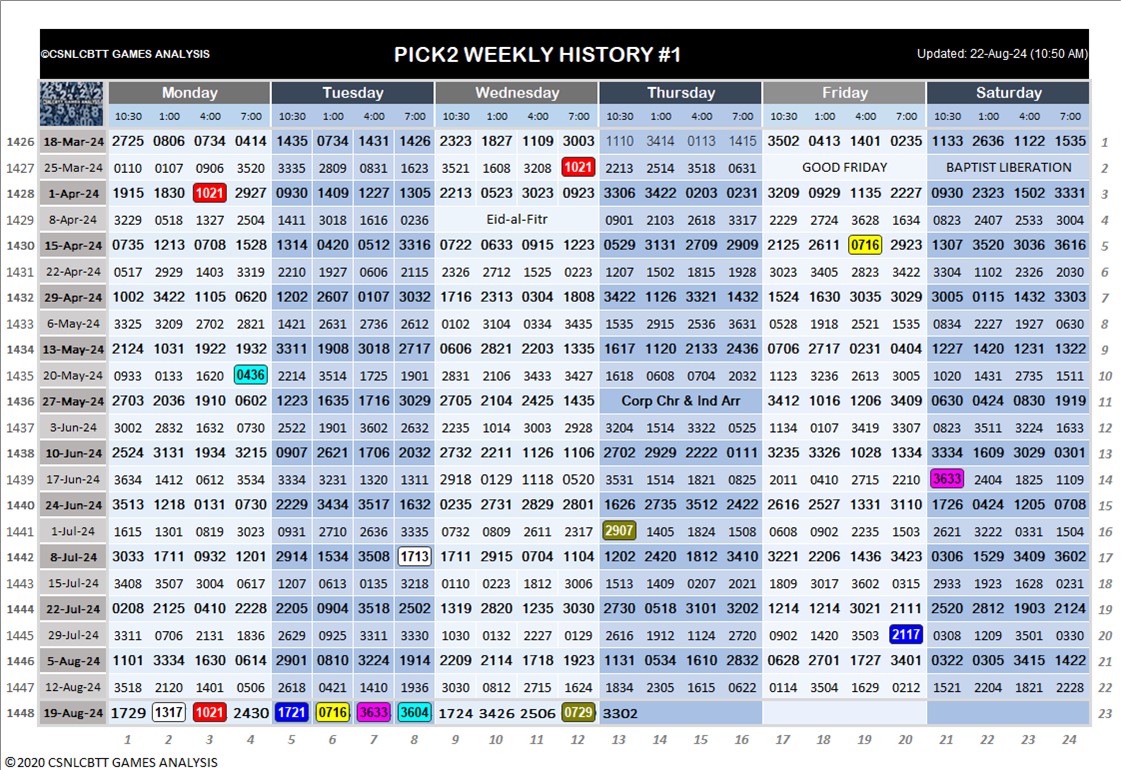 ©CSNLCBTT GAMES ANALYSIS PICK2 WEEKLY HISTORY #1 Updated: 22-Aug-24 (10:50 AM)
Monday Tuesday Wednesday Thursday Friday Saturday
10:30 1:00 4:00 7:00 10:30 1:00 4:00 7:00 10:30 1:00 4:00 7:00 10:30 1:00 4:00 7:00 10:30 1:00 4:00 7:00 10:30 1:00 4:00 7:00
1426 18-Mar-24 2725 0806 0734 0414 1435 0734 1431 1426 2323 1827 1109 3003 1110 3414 0113 1415 3502 0413 1401 0235 1133 2636 1122 1535 1
1427 25-Mar-24 0110 0107 0906 3520 3335 2809 0831 1623 3521 1608 3208 1021 2213 2514 3518 0631 GOOD FRIDAY BAPTIST LIBERATION 2
1428 1-Apr-24 1915 1830 1021 2927 0930 1409 1227 1305 2213 0523 3023 0923 3306 3422 0203 0231 3209 0929 1135 227 0930 2323 1502 3331 3
1429 8-Apr-24 3229 0518 1327 2504 1411 3018 1616 0236 Eid-al-Fitr 0901 2103 2618 3317 2229 2724 3628 1634 0823 2407 2533 3004 4
1430 15-Apr-24 0735 1213 0708 1528 1314 0420 0512 3316 0722 0633 0915 1223 0529 3131 2709 2909 2125 2611 0716 2923 1307 3520 3036 3616 5
1431 22-Apr-24 0517 2929 1403 3319 2210 1927 0606 2115 2326 2712 1525 0223 1207 1502 1815 1928 3023 3405 2823 3422 3304 1102 2326 2030 6
1432 29-Apr-24 1002 3422 1105 0620 1202 2607 0107 3032 1716 2313 0304 1808 3422 1126 3321 1432 1524 1630 3035 3029 3005 0115 1432 3303 7
1433 6-May-24 3325 3209 2702 2821 1421 2631 2736 2612 0102 3104 0334 3435 1535 2915 2536 3631 0528 1918 2521 1535 0834 2227 1927 0630 8
1434 13-May-24 2124 1031 1922 1932 3311 1908 3018 2717 0606 2821 2203 1335 1617 1120 2133 2436 0706 2717 0231 0404 1227 1420 1231 1322 9
1435 20-May-24 0933 0133 1620 0436 2214 3514 1725 1901 2831 2106 3433 3427 1618 0608 0704 2032 1123 3236 2613 3005 1020 1431 2735 1511 10
1436 27-May-24 2703 2036 1910 0602 1223 1635 1716 3029 2705 2104 2425 1435 Corp Chr & Ind Arr 3412 1016 1206 3409 0630 0424 0830 1919 11
1437 3-Jun-24 3002 2832 1632 0730 2522 1901 3602 2632 2235 1014 3003 2928 3204 1514 3322 0525 1134 0107 3419 3307 0823 3511 3224 1633 12
1438 10-Jun-24 2524 3131 1934 3215 0907 2621 1706 2032 2732 2211 1126 1106 2702 2929 2222 0111 3235 3326 1028 1334 3334 1609 3029 0301 13
1439 17-Jun-24 3634 1412 0612 3534 3334 3231 1320 1311 2918 0129 1118 0520 3531 1514 1821 0825 2011 0410 2715 2210 3633 2404 1825 1109 14
1440 24-Jun-24 3513 1218 0131 0730 2229 3434 3517 1632 0235 2731 2829 2801 1626 2735 3512 2422 2616 2527 1331 3110 1726 0424 1205 0708 15
1441 1-Jul-24 1615 1301 0819 3023 0931 2710 2636 3335 0732 0809 2611 2317 2907 1405 1824 1508 0608 0902 2235 1503 2621 3222 0331 1504 16
1442 8-Jul-24 3033 1711 0932 1201 2914 1534 3508 1713 1711 2915 0704 1104 1202 2420 1812 3410 3221 2206 1436 3423 0306 1529 3409 3602 17
1443 15-Jul-24 3408 3507 3004 0617 1207 0613 0135 3218 0110 0223 1812 3006 1513 1409 0207 2021 1809 3017 3602 0315 2933 1923 1628 0231 18
1444 22-Jul-24 0208 2125 0410 2228 2205 0904 3518 2502 1319 2820 1235 3030 2730 0518 3101 3202 1214 1214 3021 2111 2520 2812 1903 2124 19
1445 29-Jul-24 3311 0706 2131 1836 2629 0925 3311 3330 1030 0132 2227 0129 2616 1912 1124 2720 0902 1420 3503 2117 0308 1209 3501 0330 20
1446 5-Aug-24 1101 3334 1630 0614 2901 0810 3224 1914 2209 2114 1718 1923 1131 0534 1610 2832 0628 2701 1727 3401 0322 0305 3415 1422 21
1447 12-Aug-24 3518 2120 1401 0506 2618 0421 1410 1936 3030 0812 2715 1624 1834 2305 1615 0622 0114 3504 1629 0212 1521 2204 1821 2228 22
1448 19-Aug-24 1729 1317 1021 2430 1721 0716 3633 3604 1724 3426 2506 0729 3302 23
1 2 3 4 5 6 7 8 9 10 11 12 13 14 15 16 17 18 19 20 21 22 23 24
©2020 CSNLCBTT GAMES ANALYSIS